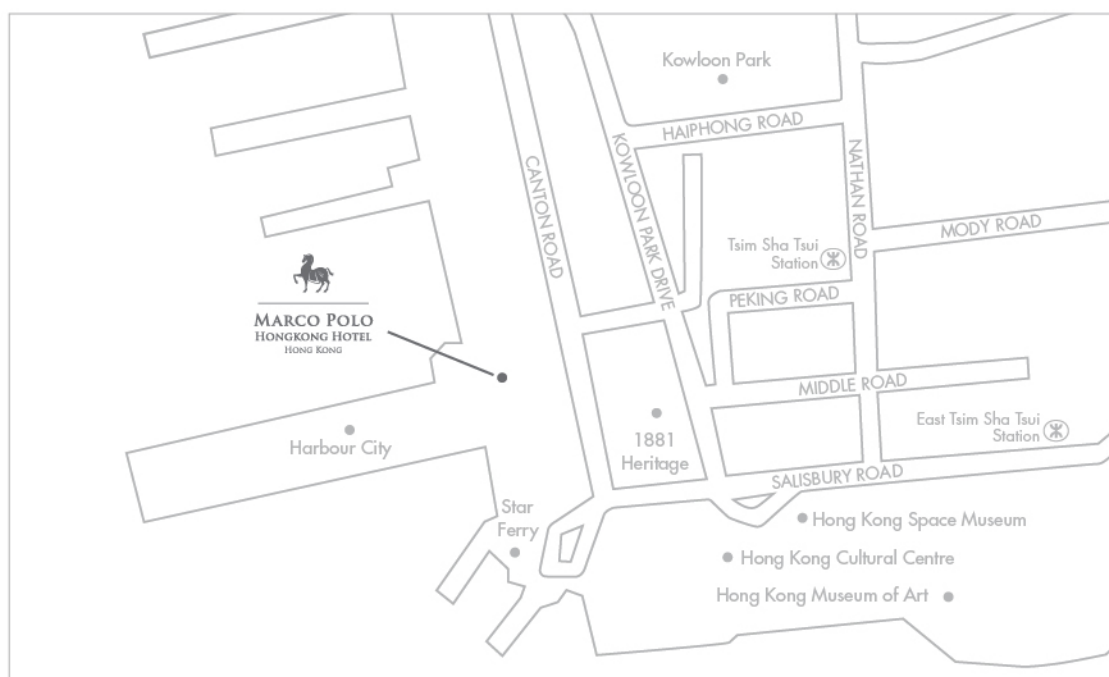 Kowloon Park
HAIPHONG ROAD
CANTON ROAD
KOWLOON PARK DRIVE
NATHAN ROAD
MODY ROAD
Tsim Sha Tsui
Station
PEKING ROAD
MARCO POLO
HONGKONG HOTEL
HONG KONG
MIDDLE ROAD
East Tsim Sha Tsui
Station
1881
Heritage
Harbour City
SALISBURY ROAD
Star
Ferry
Hong Kong Space Museum
Hong Kong Cultural Centre
Hong Kong Museum of Art